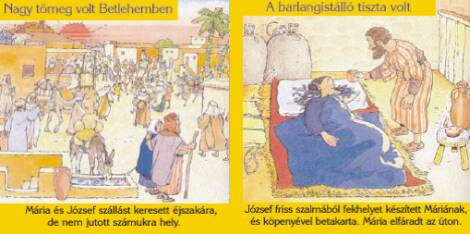 Nagy tömeg volt Betlehemben
Mária és József szállást keresett éjszakára,
de nem jutott számukra hely.
A barlangistálló tiszta volt
József friss szalmából fekhelyet készített Máriának,
és köpenyével betakarta. Mária elfáradt az úton.